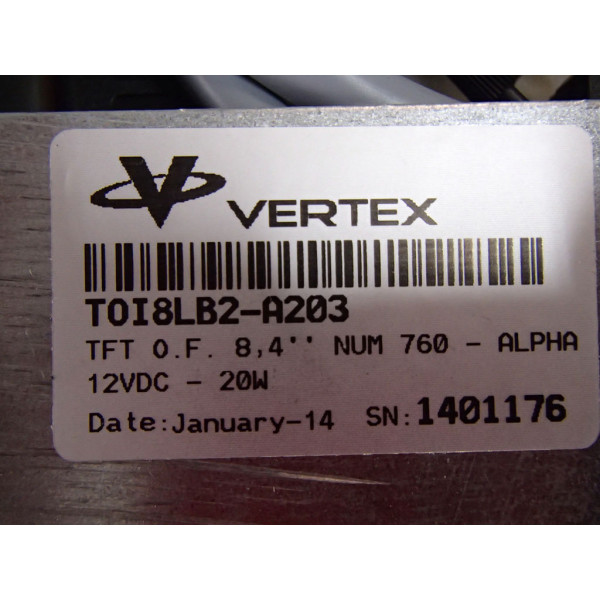 VERTEX
TOI8LB2-A203
TFT O.F. 8,4'' NUM 760 - ALPHA
12VDC - 20W
Date:January-14 SN:1401176